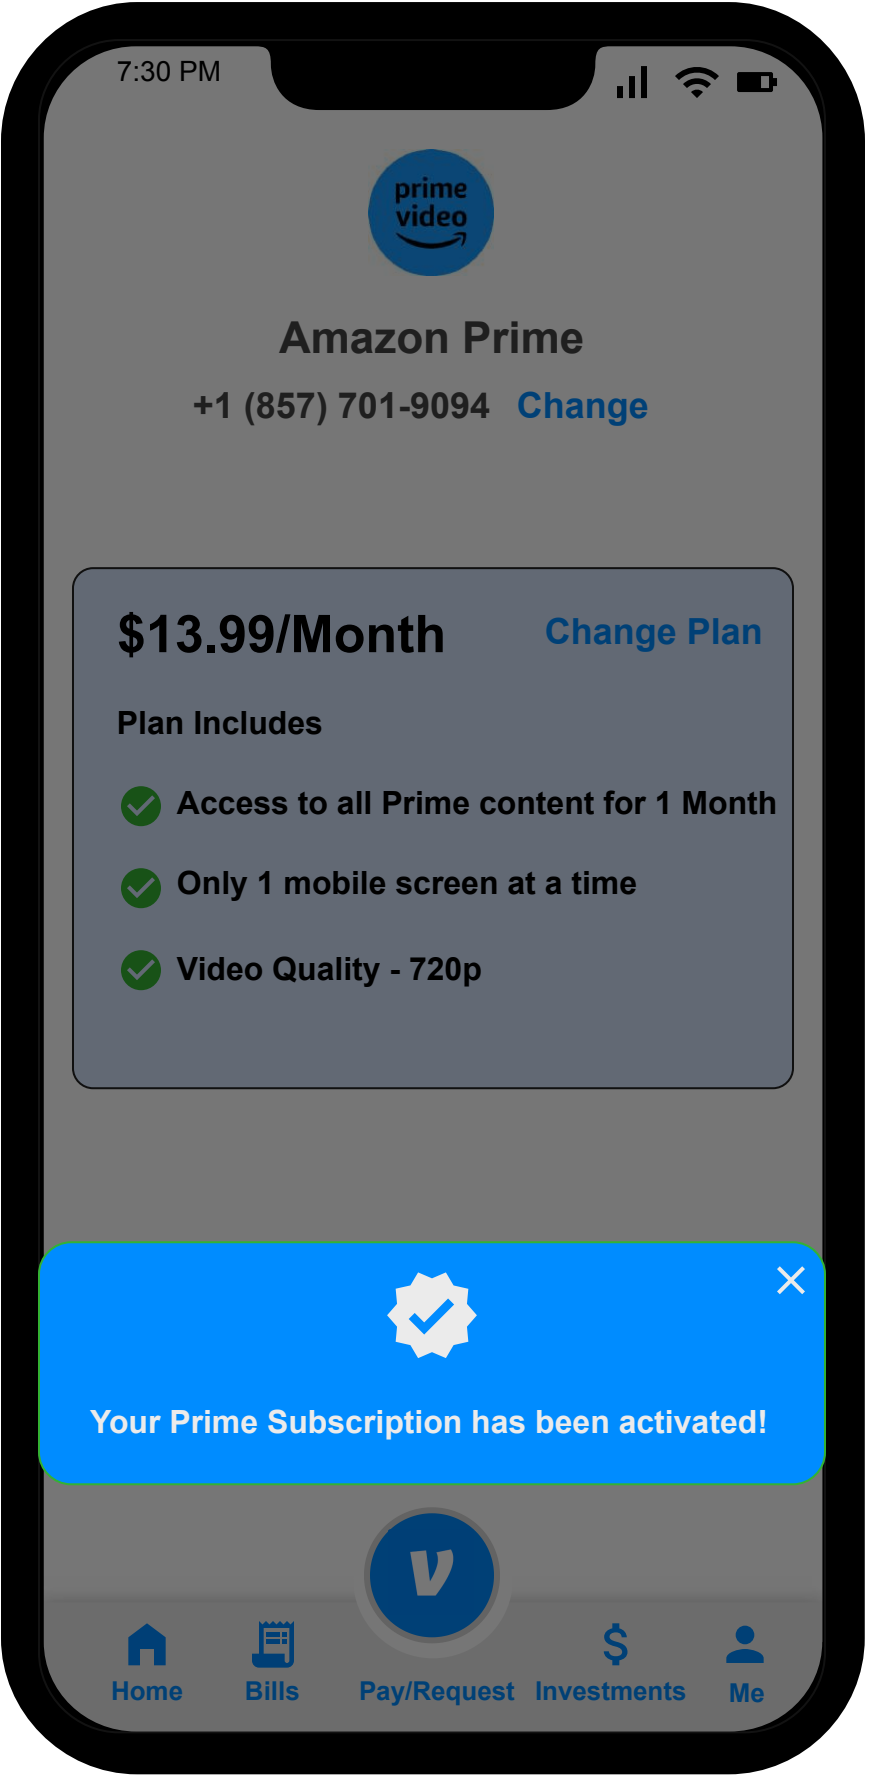 7:30 PM
prime
video
Amazon Prime
+1 (857) 701-9094 Change
$13.99/Month Change Plan
Plan Includes
Access to all Prime content for 1 Month
Only 1 mobile screen at a time
Video Quality - 720p
Your Prime Subscription has been activated!
V
Home Bills Pay/Request Investments Me